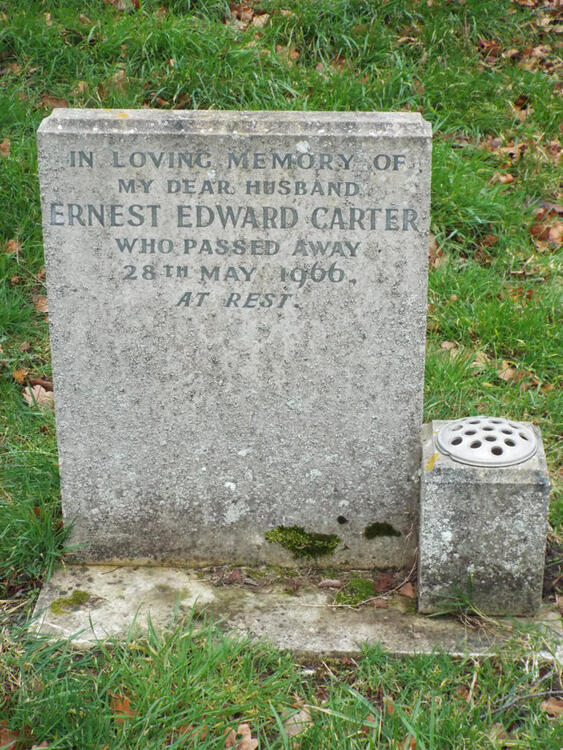 IN LOVING MEMORY OF
MY DEAR HUSBAND
ERNEST EDWARD CARTER
WHO PASSED AWAY
28TH MAY 1966.
AT REST.